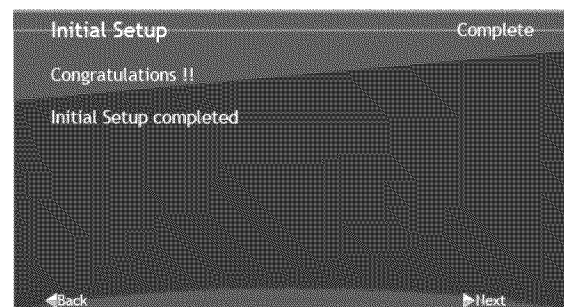 Initial Setup
Complete
Congratulations !!
Initial Setup completed
Back
Next